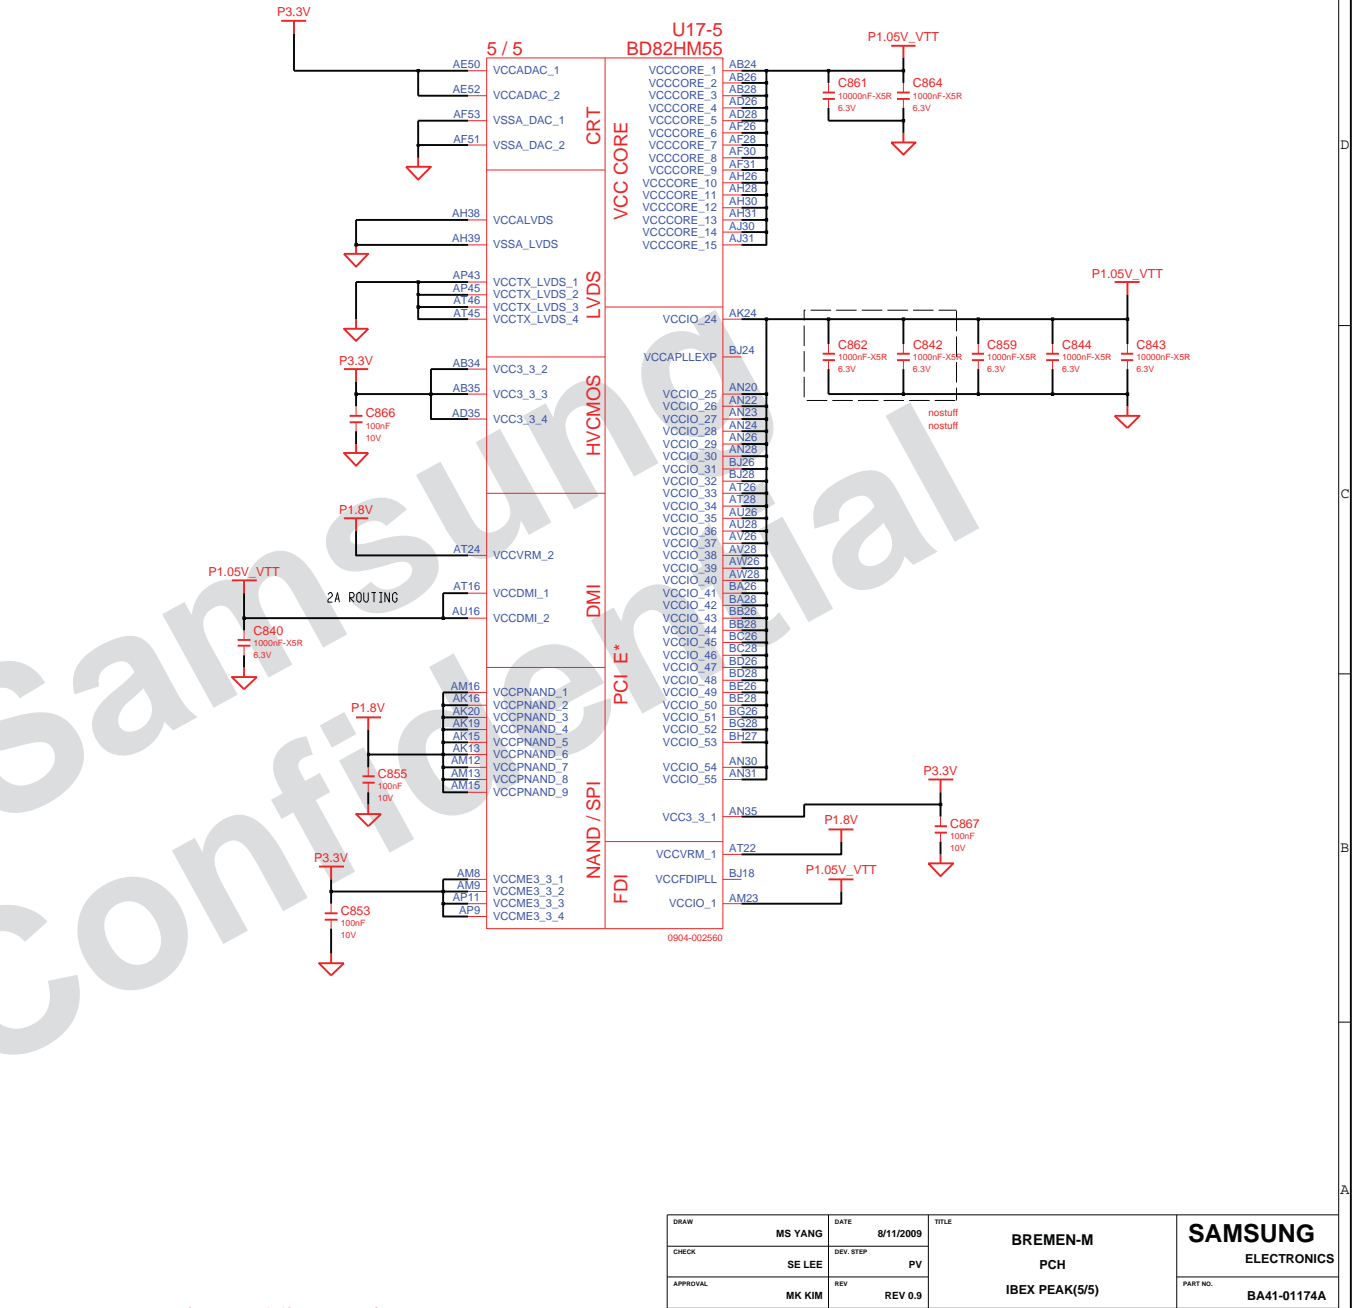 P3.3V
U17-5
5 / 5
BD82HM55
P1.05V_VTT
AE50
VCCADAC_1
AE52
VCCADAC_2
AF53
VSSA_DAC_1
AF51
VSSA_DAC_2
CRT
VCC CORE
VCCCORE_1
AB24
VCCCORE_2
AB26
VCCCORE_3
AB28
VCCCORE_4
AD26
VCCCORE_5
AD28
VCCCORE_6
AF26
VCCCORE_7
AF28
VCCCORE_8
AF30
VCCCORE_9
AF31
VCCCORE_10
AH26
VCCCORE_11
AH28
VCCCORE_12
AH30
VCCCORE_13
AH31
VCCCORE_14
AJ30
VCCCORE_15
AJ31
C861
10000nF-X5R
6.3V
C864
1000nF-X5R
6.3V
D
AH38
VCCALVDS
AH39
VSSA_LVDS
AP43
VCCTX_LVDS_1
AP45
VCCTX_LVDS_2
AT46
VCCTX_LVDS_3
AT45
VCCTX_LVDS_4
LVDS
P1.05V_VTT
VCCIO_24
AK24
VCCAPLLEXP
BJ24
C862
1000nF-X5R
6.3V
C842
1000nF-X5R
6.3V
C859
1000nF-X5R
6.3V
C844
1000nF-X5R
6.3V
C843
10000nF-X5R
6.3V
nostuff
nostuff
P3.3V
AB34
VCC3_3_2
AB35
VCC3_3_3
AD35
VCC3_3_4
C866
100nF
10V
HVCMOS
VCCIO_25
AN20
VCCIO_26
AN22
VCCIO_27
AN23
VCCIO_28
AN24
VCCIO_29
AN26
VCCIO_30
AN28
VCCIO_31
BJ26
VCCIO_32
BJ28
VCCIO_33
AT26
VCCIO_34
AT28
VCCIO_35
AU26
VCCIO_36
AU28
VCCIO_37
AV26
VCCIO_38
AV28
VCCIO_39
AW26
VCCIO_40
AW28
VCCIO_41
BA26
VCCIO_42
BA28
VCCIO_43
BB26
VCCIO_44
BB28
VCCIO_45
BC26
VCCIO_46
BC28
VCCIO_47
BD26
VCCIO_48
BD28
VCCIO_49
BE26
VCCIO_50
BE28
VCCIO_51
BG26
VCCIO_52
BG28
VCCIO_53
BH27
VCCIO_54
AN30
VCCIO_55
AN31
C
P1.8V
AT24
VCCVRM_2
P1.05V_VTT
2A ROUTING
AT16
VCCDMI_1
AU16
VCCDMI_2
C840
1000nF-X5R
6.3V
DMI
PCI E*
AM16
VCCPNAND_1
AK16
VCCPNAND_2
AK20
VCCPNAND_3
AK19
VCCPNAND_4
AK15
VCCPNAND_5
AK13
VCCPNAND_6
AM12
VCCPNAND_7
AM13
VCCPNAND_8
AM15
VCCPNAND_9
P1.8V
C855
100nF
10V
NAND / SPI
P3.3V
VCC3_3_1
AN35
C867
100nF
10V
B
P1.8V
VCCVRM_1
AT22
P1.05V_VTT
VCCFDIPLL
BJ18
VCCIO_1
AM23
FDI
P3.3V
AM8
VCCME3_3_1
AM9
VCCME3_3_2
AP11
VCCME3_3_3
AP9
VCCME3_3_4
C853
100nF
10V
0904-002560
Samsung
Confidential
A
DRAW
MS YANG
DATE
8/11/2009
TITLE
BREMEN-M
PCH
IBEX PEAK(5/5)
SAMSUNG
ELECTRONICS
CHECK
SE LEE
DEV. STEP
PV
APPROVAL
MK KIM
REV
REV 0.9
PART NO.
BA41-01174A